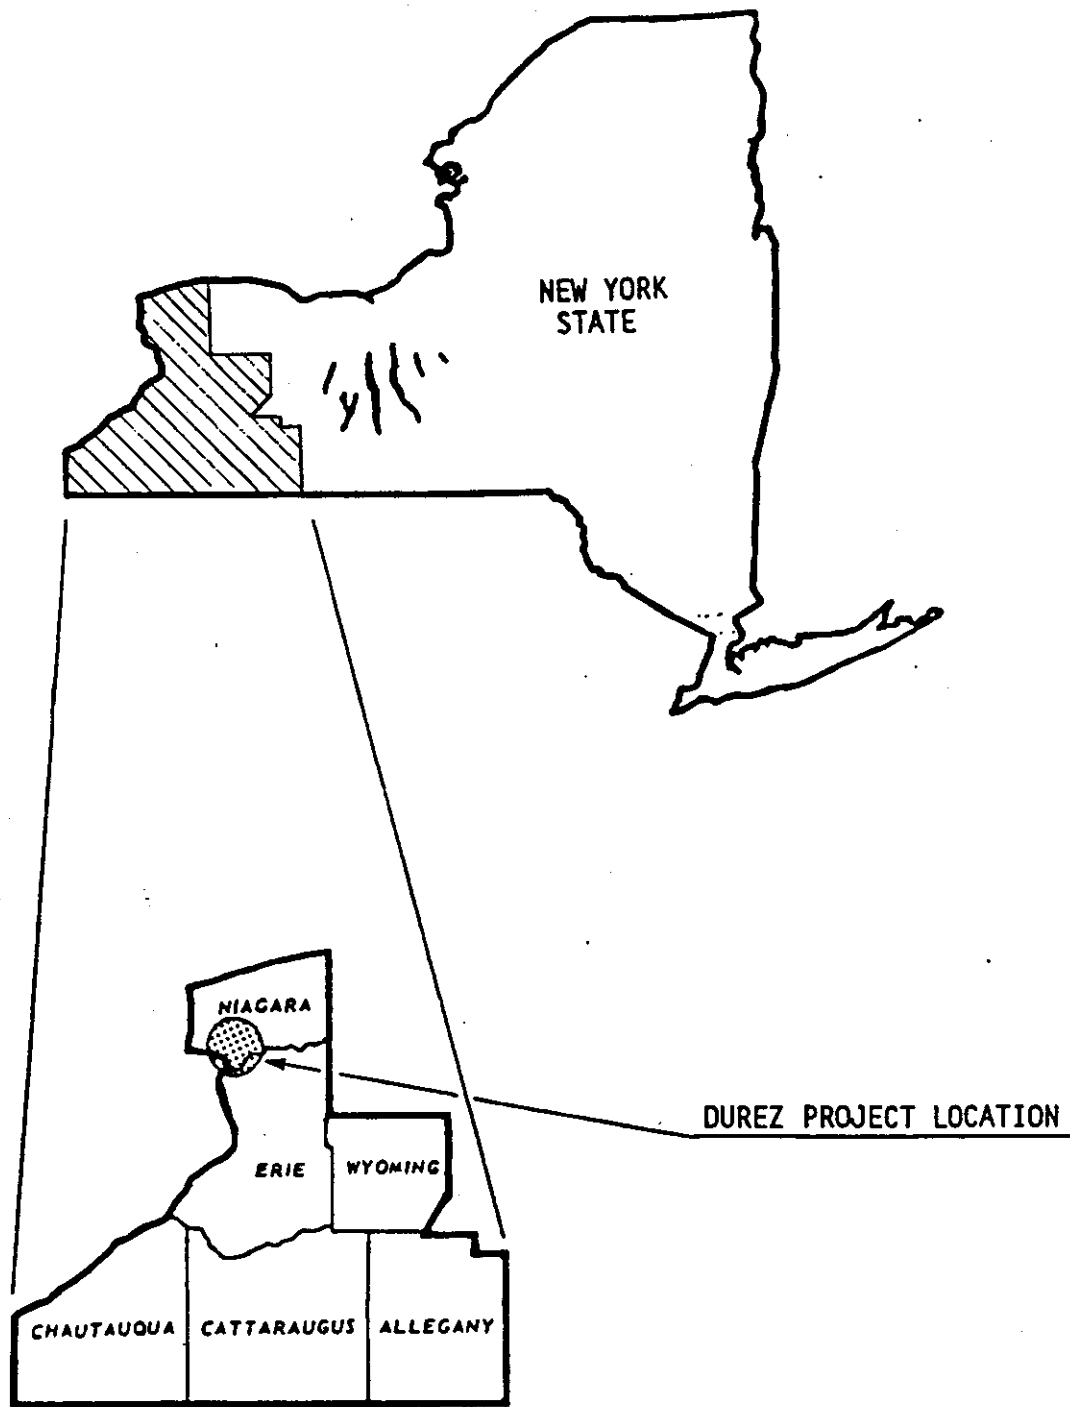 NEW YORK
STATE
NIAGARA
DUREZ PROJECT LOCATION
ERIE
WYOMING
CHAUTAUQUA
CATTARAUGUS
ALLEGANY